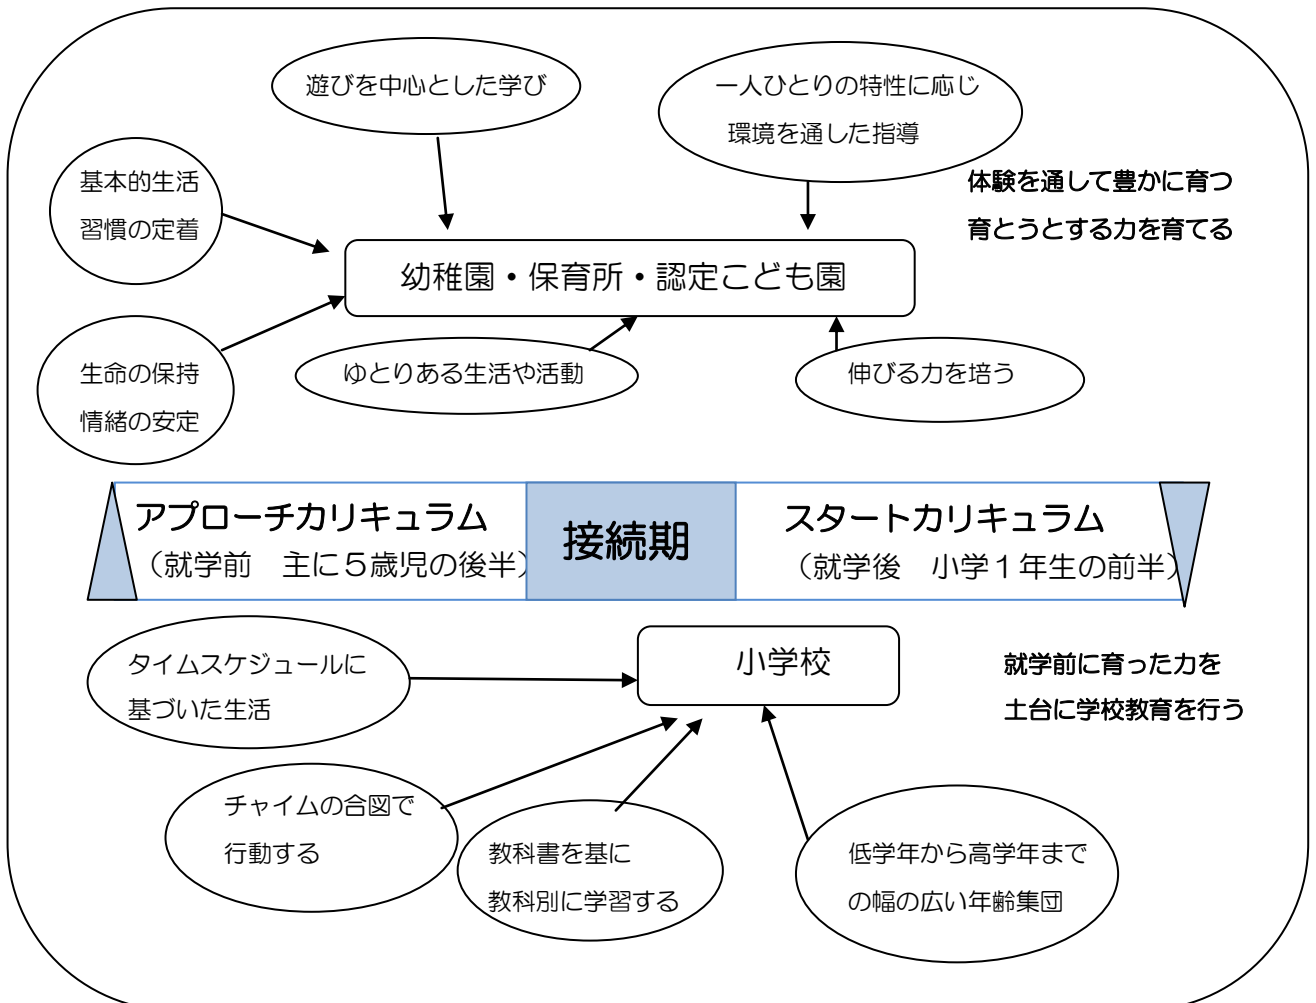 遊びを中心とした学び
一人ひとりの特性に応じ
環境を通した指導
基本的生活
習慣の定着
体験を通して豊かに育つ
育とうとする力を育てる
幼稚園・保育所・認定こども園
生命の保持
情緒の安定
ゆとりある生活や活動
伸びる力を培う
アプローチカリキュラム
（就学前　主に５歳児の後半）
接続期
スタートカリキュラム
（就学後　小学１年生の前半）
タイムスケジュールに
基づいた生活
小学校
就学前に育った力を
土台に学校教育を行う
チャイムの合図で
行動する
教科書を基に
教科別に学習する
低学年から高学年まで
の幅の広い年齢集団